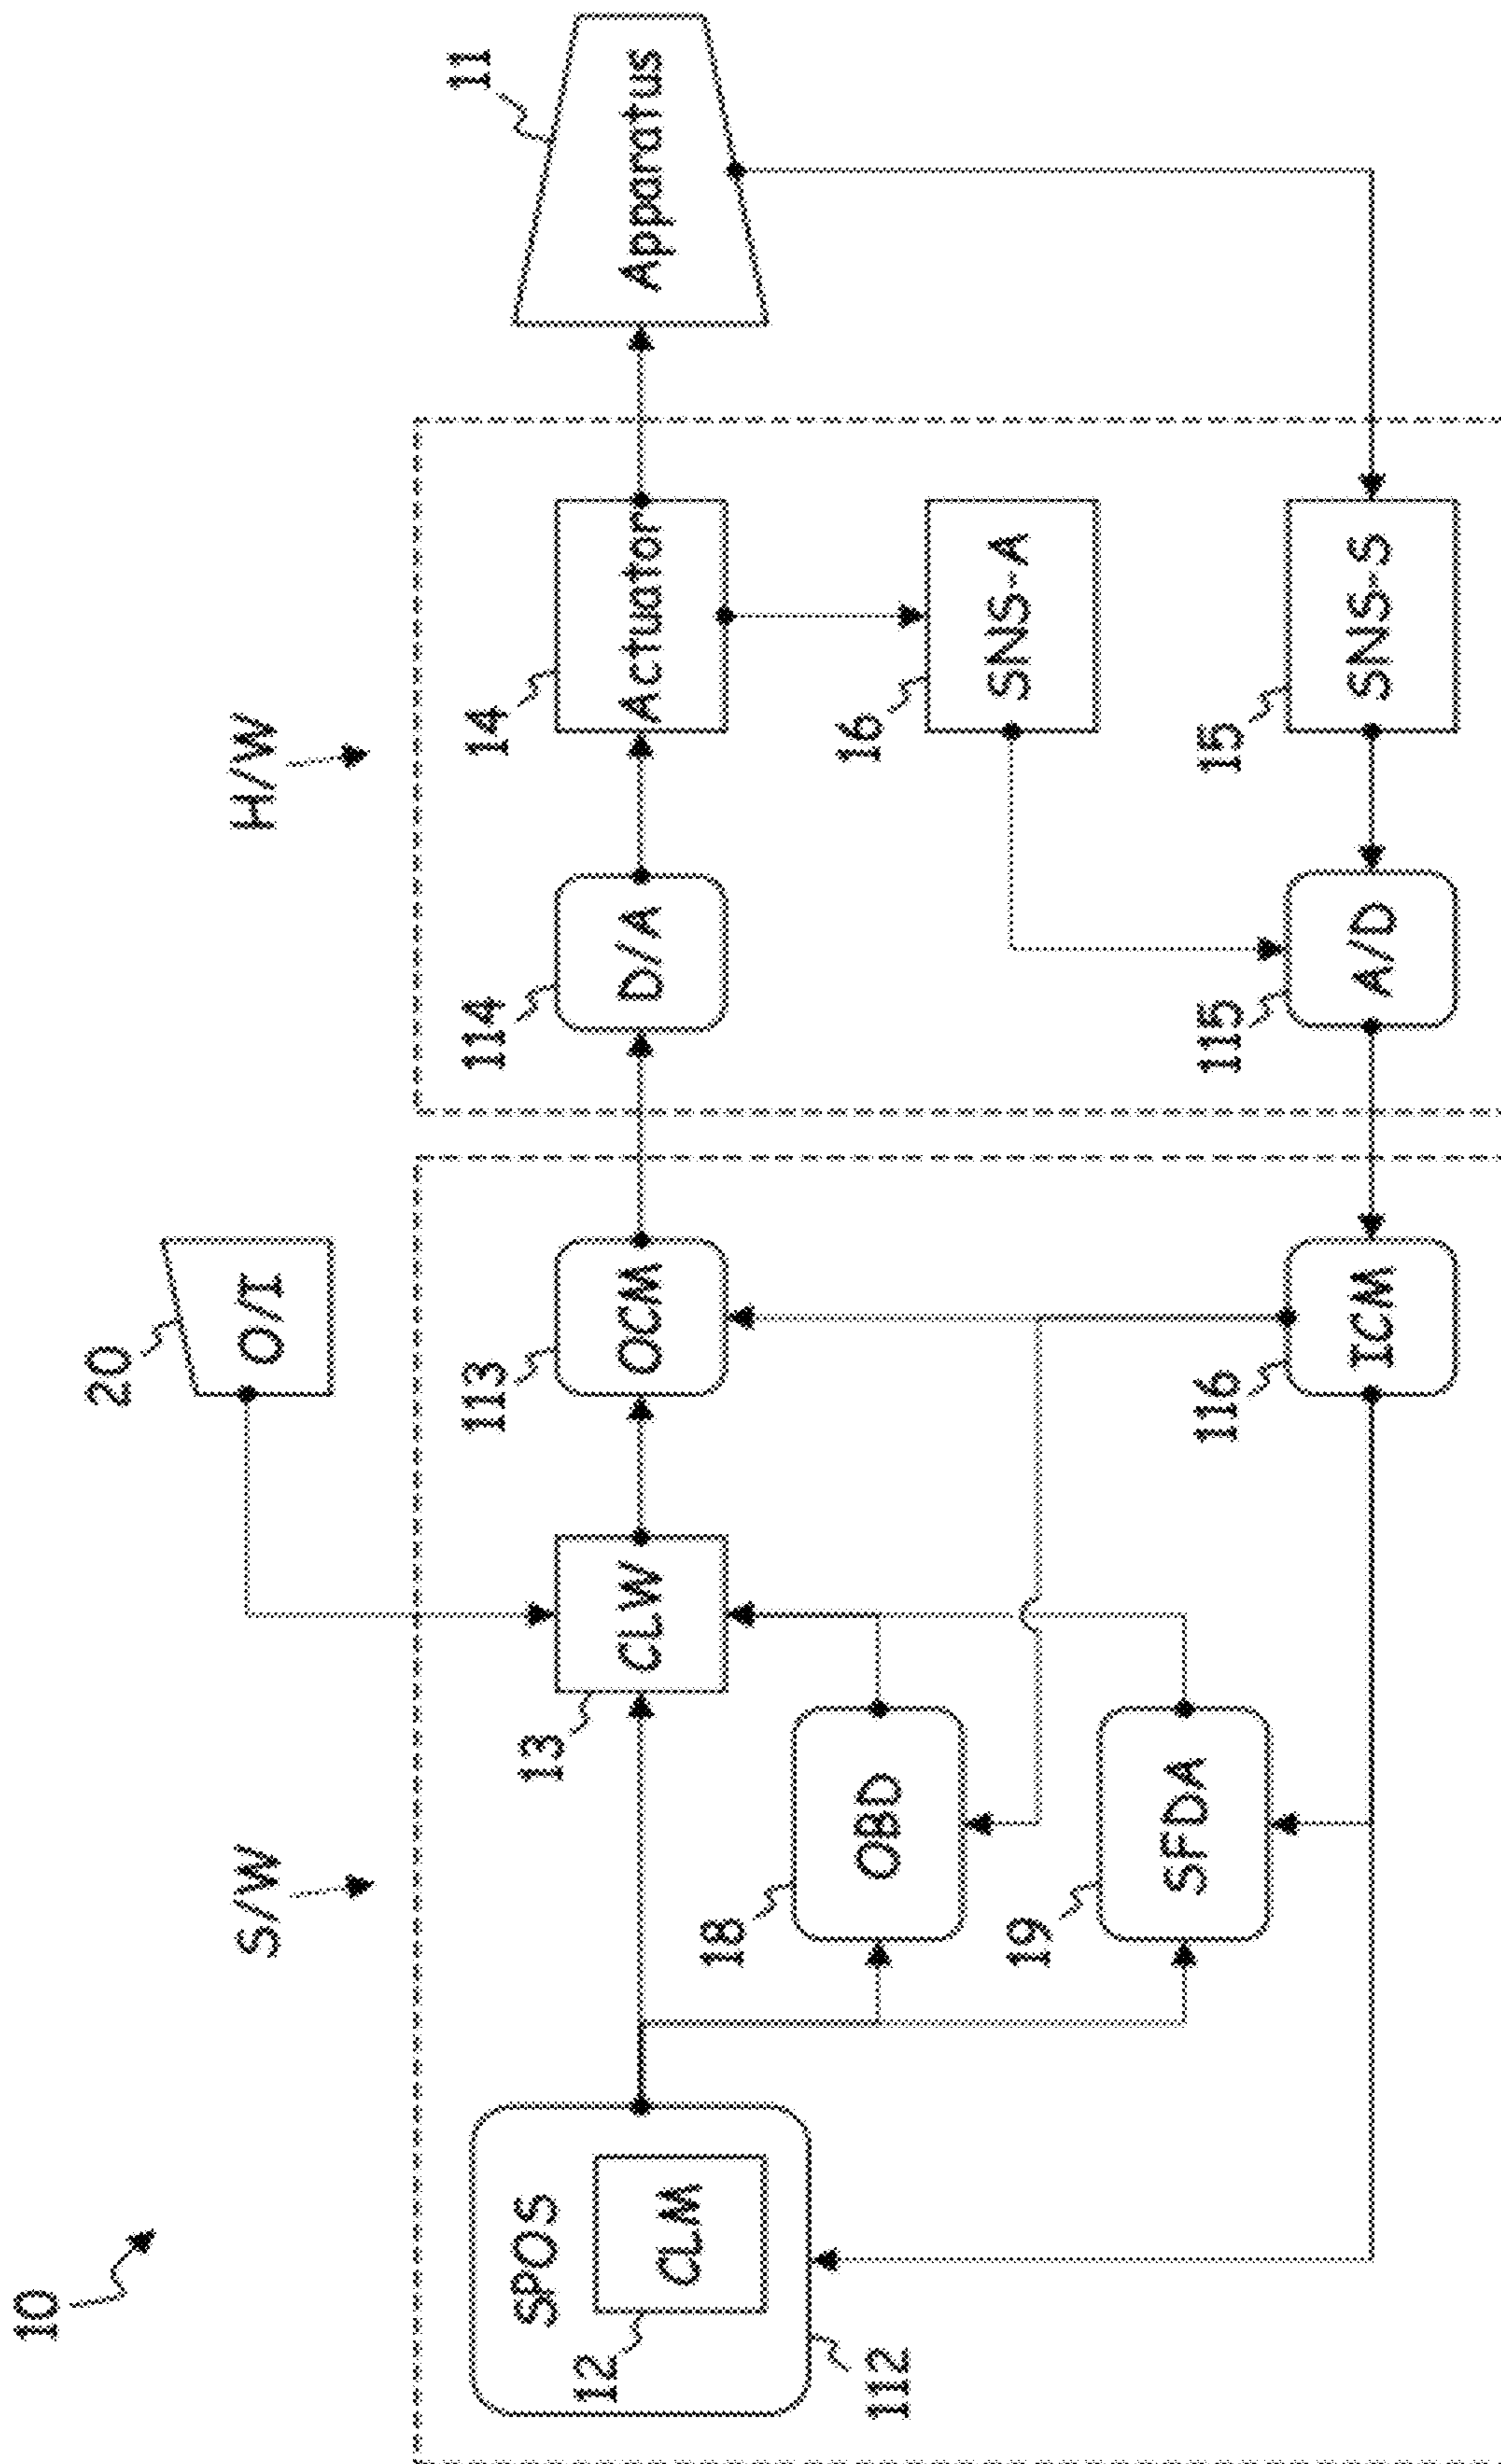 10
S/W
H/W
20
O/I
SPOS
112
12
CLM
13
CLW
113
OCM
114
D/A
14
Actuator
11
Apparatus
18
OBD
16
SNS-A
19
SFDA
116
ICM
115
A/D
15
SNS-S